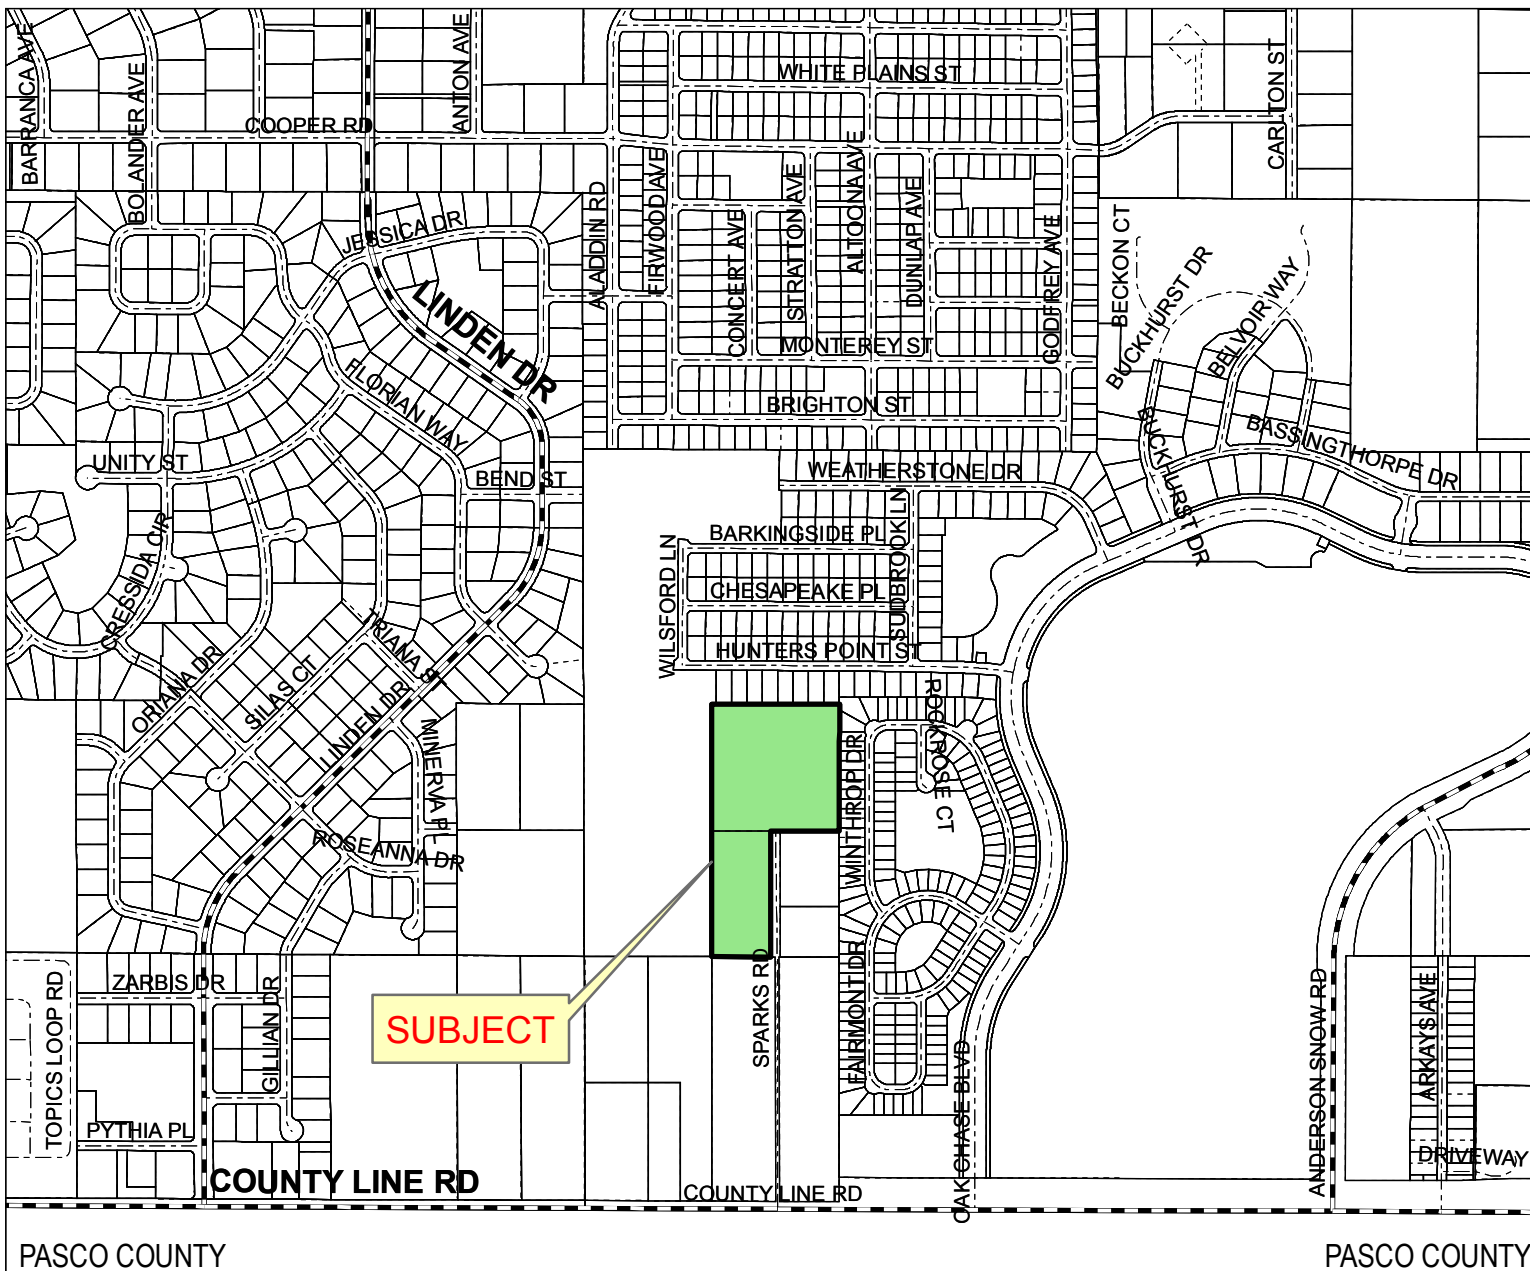 BARRANCA AVE
BOLANDER AVE
COOPER RD
ANTON AVE
WHITE PLAINS ST
CARLTON ST
JESSICA DR
LINDEN DR
ALADDIN RD
FIRWOOD AVE
CONCERT AVE
STRATTON AVE
ALTOONA AVE
DUNLAP AVE
GODFREY AVE
BECKON CT
BUCKHURST DR
BELVOIR WAY
MONTEREY ST
BRIGHTON ST
FLORIAN WAY
UNITY ST
BEND ST
WEATHERSTONE DR
BUCKHURST DR
BASSINGTHORPE DR
CRESSIDA CIR
WILSFORD LN
BARKINGSIDE PL
CHESAPEAKE PL
SUDBROOK LN
HUNTERS POINT ST
ORIANA DR
SILAS CT
TRIANA ST
LINDEN DR
MINERVA PL
ROSEANNA DR
WINTHROP DR
ROCKROSE CT
SUBJECT
SPARKS RD
FAIRMONT DR
OAK CHASE BLVD
ANDERSON SNOW RD
ARKAYS AVE
DRIVEWAY
TOPICS LOOP RD
ZARBIS DR
GILLIAN DR
PYTHIA PL
COUNTY LINE RD
COUNTY LINE RD
PASCO COUNTY
PASCO COUNTY